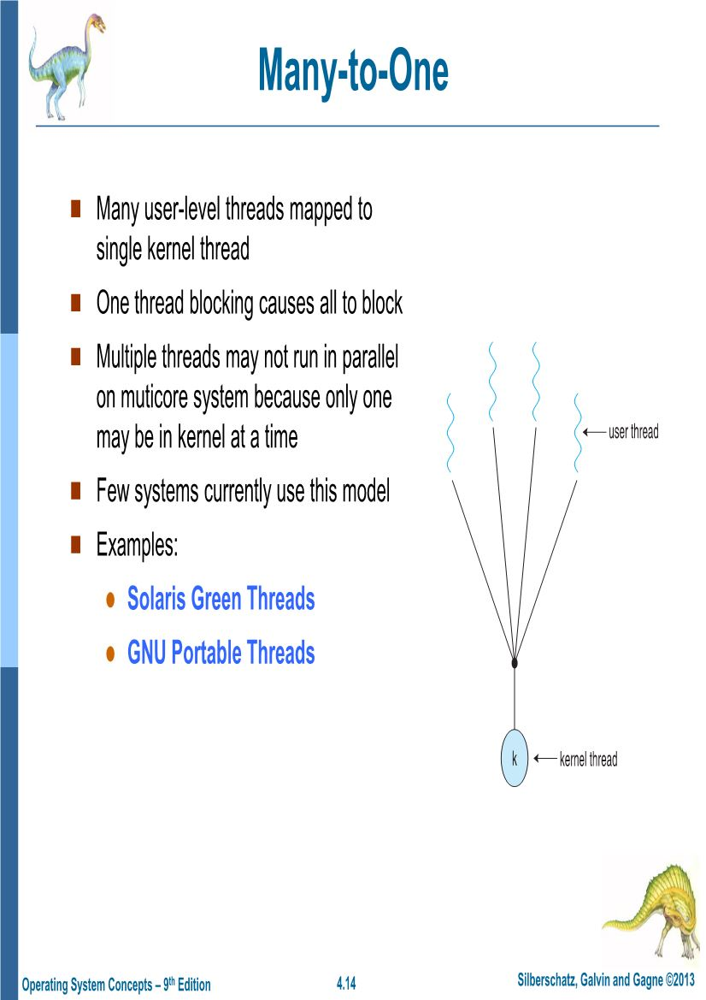 Many-to-One
Many user-level threads mapped to
single kernel thread
One thread blocking causes all to block
Multiple threads may not run in parallel
on muticore system because only one
may be in kernel at a time
Few systems currently use this model
Examples:
Solaris Green Threads
GNU Portable Threads
user thread
k
kernel thread
Operating System Concepts – 9th Edition
4.14
Silberschatz, Galvin and Gagne ©2013